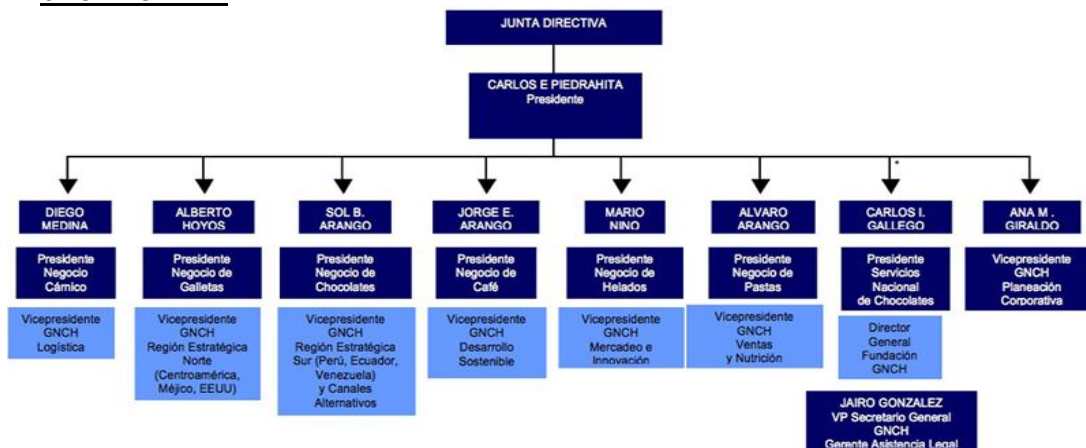 JUNTA DIRECTIVA
CARLOS E PIEDRAHITA
Presidente
DIEGO
MEDINA
Presidente
Negocio
Cárnico
Vicepresidente
GNCH
Logística
ALBERTO
HOYOS
Presidente
Negocio de
Galletas
Vicepresidente
GNCH
Región Estratégica
Norte
(Centroamérica,
Méjico, EEUU)
SOL B.
ARANGO
Presidente
Negocio de
Chocolates
Vicepresidente
GNCH
Región Estratégica
Sur (Perú, Ecuador,
Venezuela)
y Canales
Alternativos
JORGE E.
ARANGO
Presidente
Negocio de
Café
Vicepresidente
GNCH
Desarrollo
Sostenible
MARIO
NINO
Presidente
Negocio de
Helados
Vicepresidente
GNCH
Mercadeo e
Innovación
ALVARO
ARANGO
Presidente
Negocio de
Pastas
Vicepresidente
GNCH
Ventas
y Nutrición
CARLOS I.
GALLEGO
Presidente
Servicios
Nacional
de Chocolates
Director
General
Fundación
GNCH
JAIRO GONZALEZ
VP Secretario General
GNCH
Gerente Asistencia Legal
ANA M .
GIRALDO
Vicepresidente
GNCH
Planeación
Corporativa